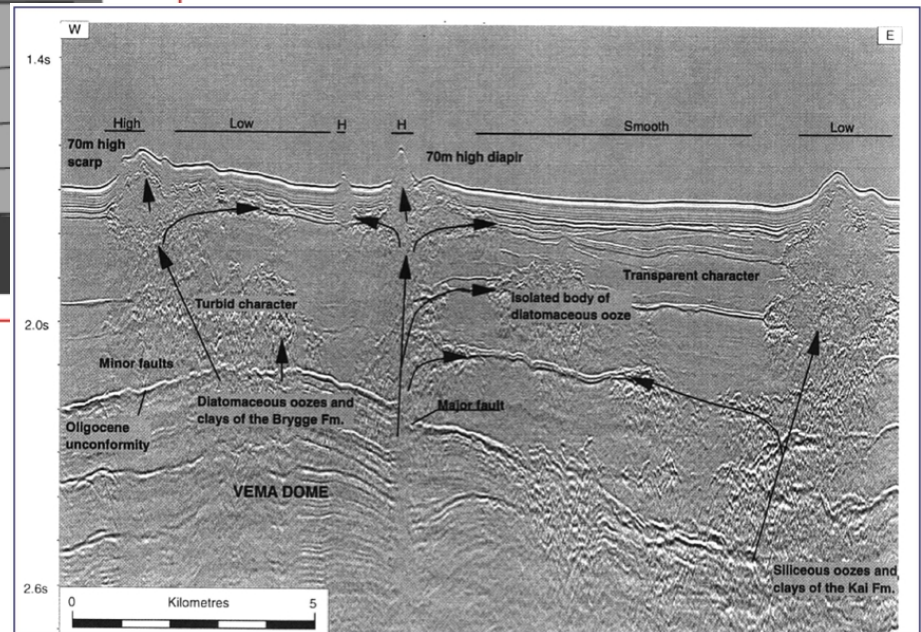 W
E
1.4s
High
Low
H
H
Smooth
Low
70m high
scarp
70m high diapir
Transparent character
Turbid character
Isolated body of
diatomaceous ooze
2.0s
Minor faults
Diatomaceous oozes and
clays of the Brygge Fm.
Major fault
Oligocene
unconformity
VEMA DOME
Siliceous oozes and
clays of the Kai Fm.
2.6s
0
Kilometres
5